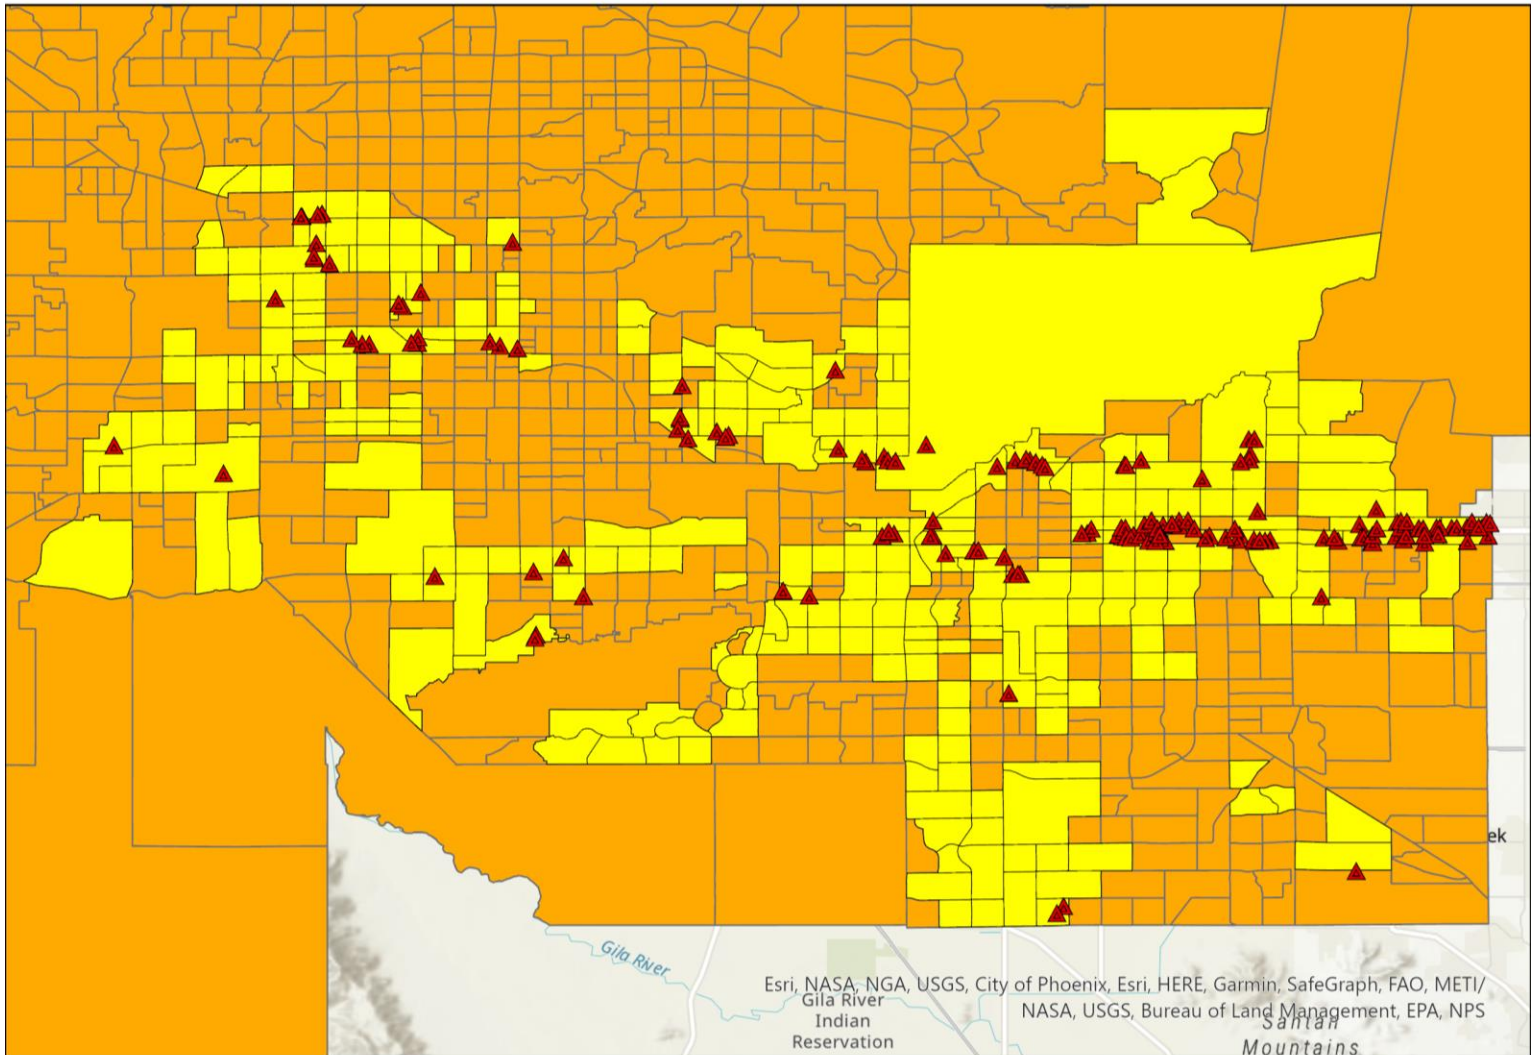 ek
Gila River
Esri, NASA, NGA, USGS, City of Phoenix, Esri, HERE, Garmin, SafeGraph, FAO, METI/
NASA, USGS, Bureau of Land Management, EPA, NPS
Gila River
Indian
Reservation
Santan
Mountains